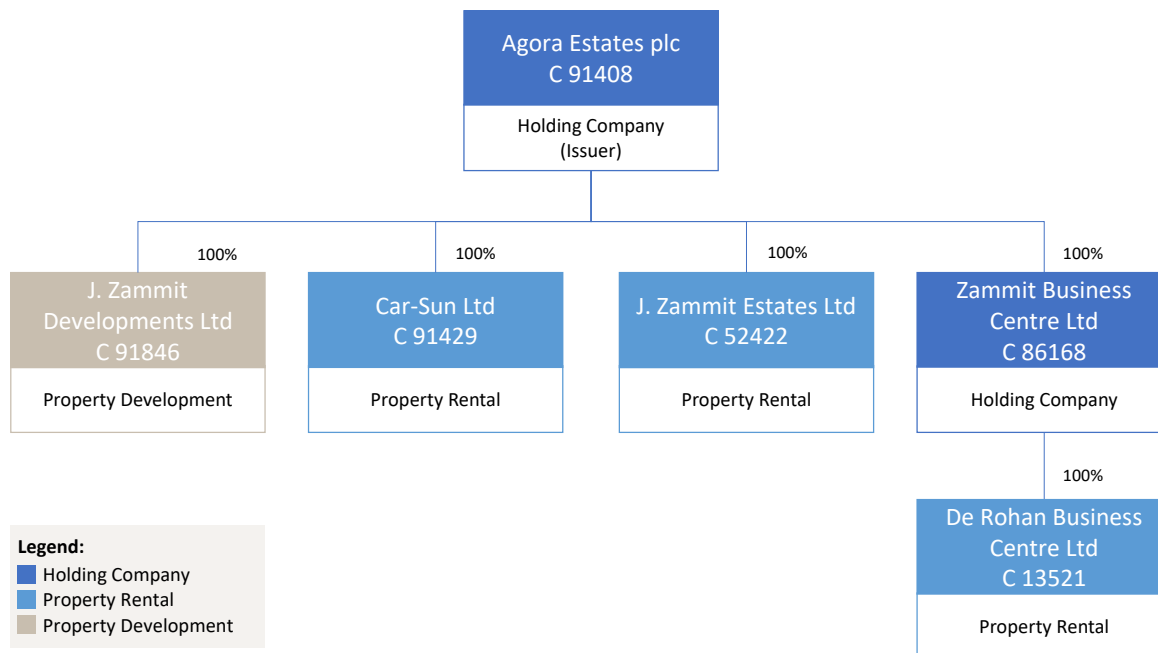 Agora Estates plc
C 91408
Holding Company
(Issuer)
100%
100%
100%
100%
J. Zammit
Developments Ltd
C 91846
Property Development
Car-Sun Ltd
C 91429
Property Rental
J. Zammit Estates Ltd
C 52422
Property Rental
Zammit Business
Centre Ltd
C 86168
Holding Company
100%
De Rohan Business
Centre Ltd
C 13521
Property Rental
Legend:
Holding Company
Property Rental
Property Development